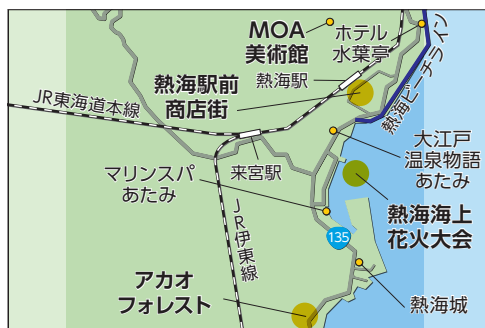 MOA
美術館
ホテル
水葉亭
熱海駅前
商店街
熱海駅
熱海ビーチライン
JR東海道本線
来宮駅
大江戸
温泉物語
あたみ
マリンスパ
あたみ
熱海海上
花火大会
135
JR伊東線
アカオ
フォレスト
熱海城